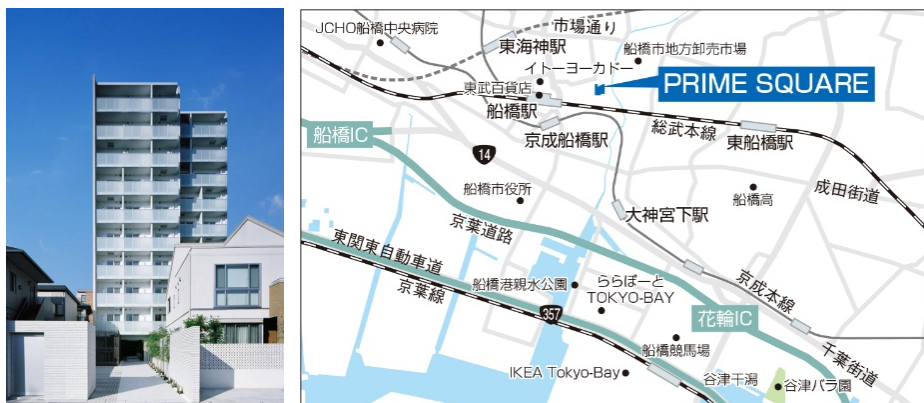 JCHO船橋中央病院
市場通り
東海神駅
船橋市地方卸売市場
イトーヨーカドー
東武百貨店
PRIME SQUARE
船橋駅
京成船橋駅
総武本線
東船橋駅
船橋IC
14
成田街道
船橋高
船橋市役所
大神宮下駅
京葉道路
東関東自動車道
京葉線
船橋港親水公園
ららぽーと
TOKYO-BAY
京成本線
357
花輪IC
船橋競馬場
千葉街道
IKEA Tokyo-Bay
谷津干潟
谷津バラ園